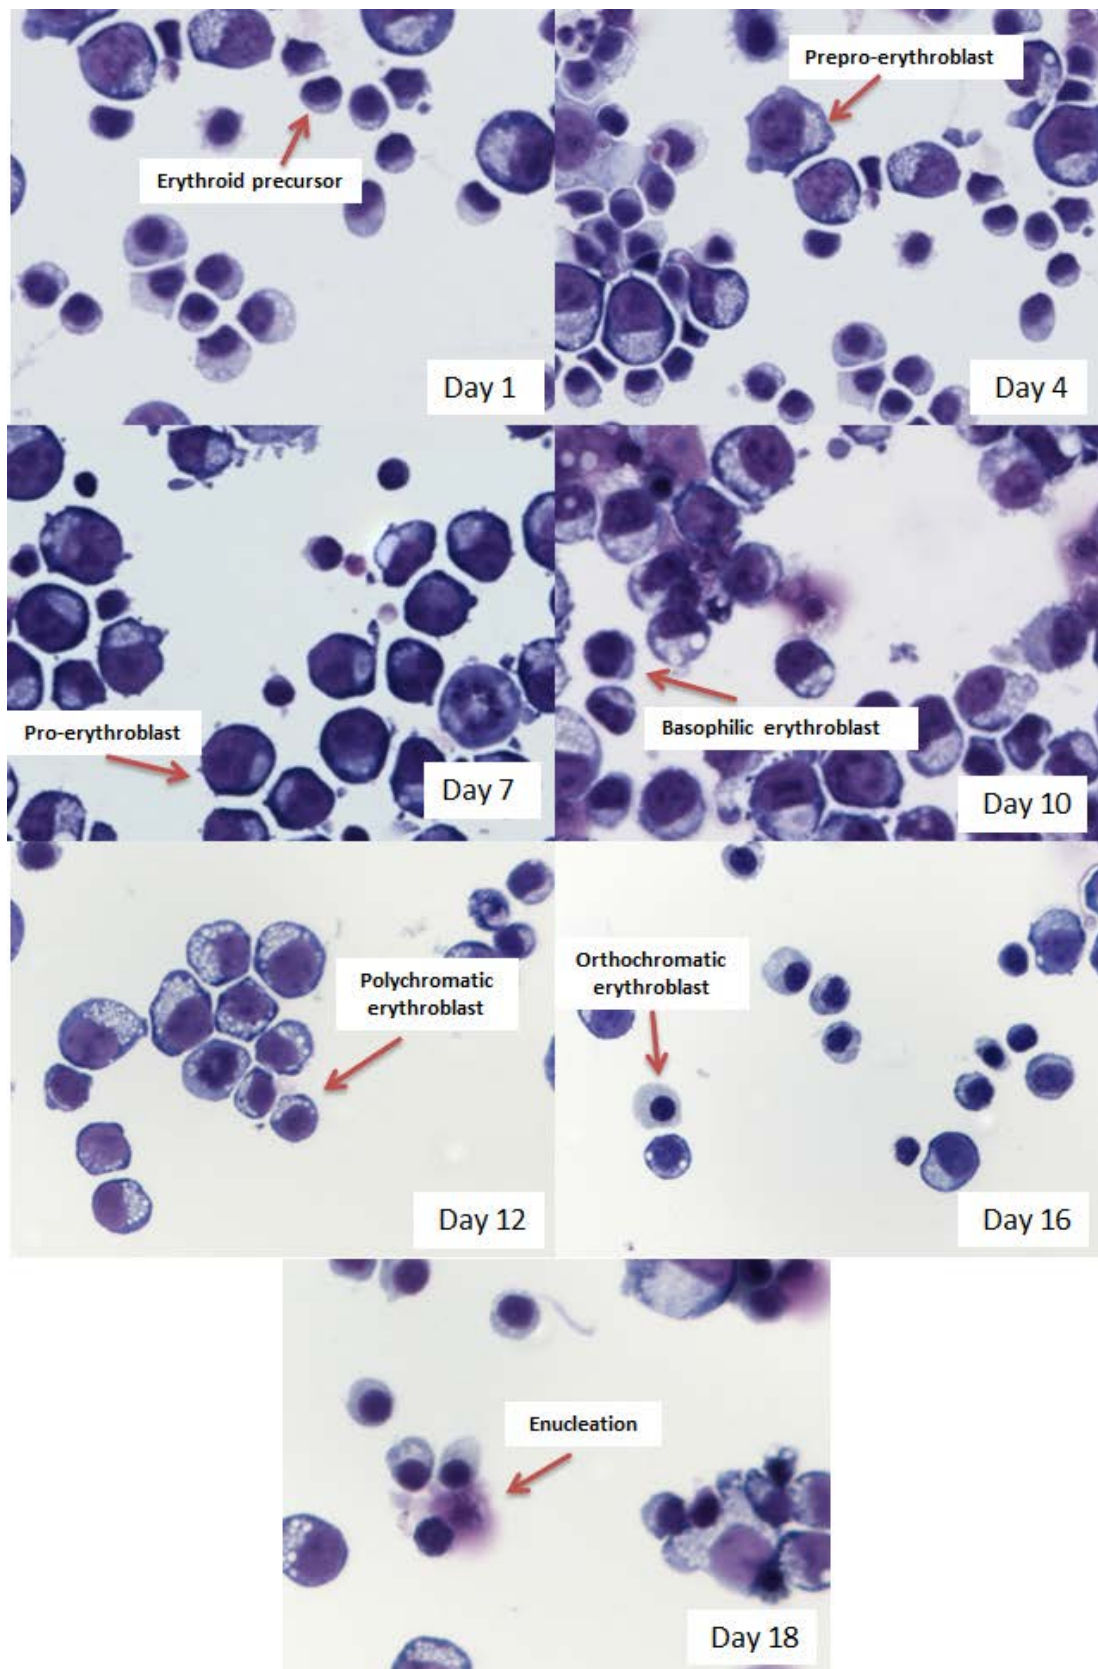 Erythroid precursor
Day 1
Prepro-erythroblast
Day 4
Pro-erythroblast
Day 7
Basophilic erythroblast
Day 10
Polychromatic
erythroblast
Day 12
Orthochromatic
erythroblast
Day 16
Enucleation
Day 18